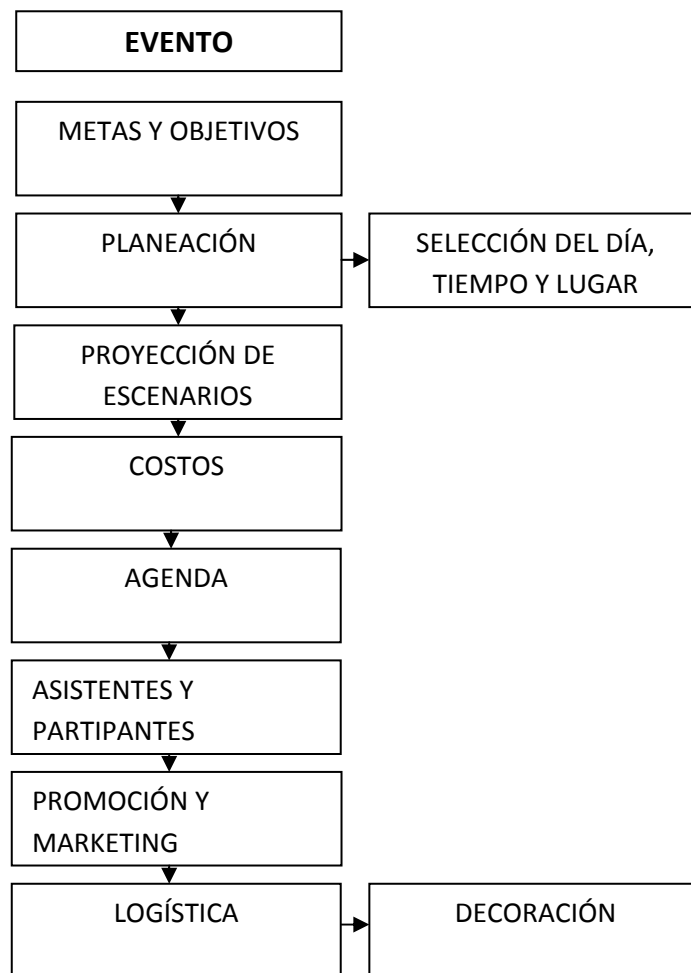 EVENTO
METAS Y OBJETIVOS
PLANEACIÓN
SELECCIÓN DEL DÍA,
TIEMPO Y LUGAR
PROYECCIÓN DE
ESCENARIOS
COSTOS
AGENDA
ASISTENTES Y
PARTIPANTES
PROMOCIÓN Y
MARKETING
LOGÍSTICA
DECORACIÓN